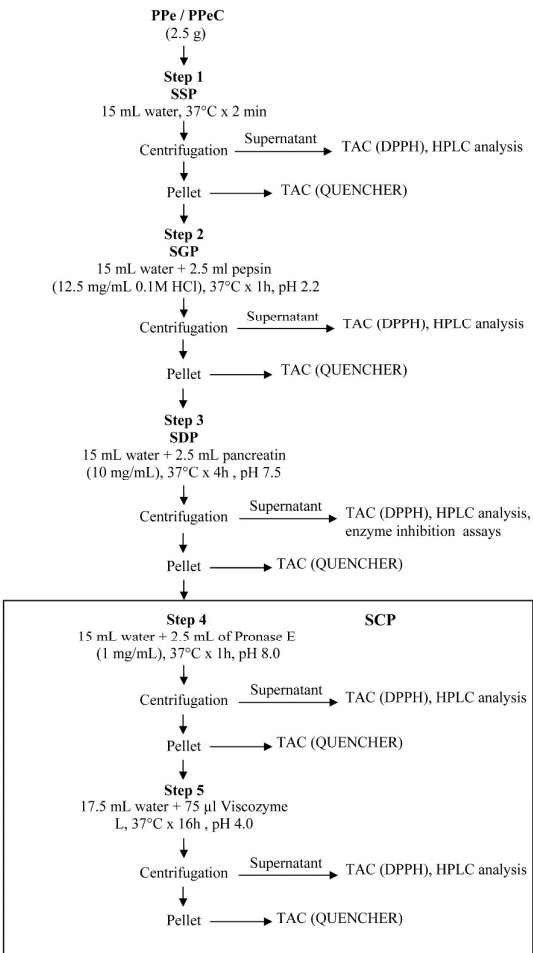 PPe / PPeC
(2.5 g)
Step 1
SSP
15 mL water, 37°C x 2 min
Centrifugation
Supernatant
TAC (DPPH), HPLC analysis
Pellet
TAC (QUENCHER)
Step 2
SGP
15 mL water + 2.5 ml pepsin
(12.5 mg/mL 0.1M HCl), 37°C x 1h, pH 2.2
Centrifugation
Supernatant
TAC (DPPH), HPLC analysis
Pellet
TAC (QUENCHER)
Step 3
SDP
15 mL water + 2.5 mL pancreatin
(10 mg/mL), 37°C x 4h , pH 7.5
Centrifugation
Supernatant
TAC (DPPH), HPLC analysis,
enzyme inhibition assays
Pellet
TAC (QUENCHER)
Step 4
SCP
15 mL water + 2.5 mL of Pronase E
(1 mg/mL), 37°C x 1h, pH 8.0
Centrifugation
Supernatant
TAC (DPPH), HPLC analysis
Pellet
TAC (QUENCHER)
Step 5
17.5 mL water + 75 µl Viscozyme
L, 37°C x 16h , pH 4.0
Centrifugation
Supernatant
TAC (DPPH), HPLC analysis
Pellet
TAC (QUENCHER)